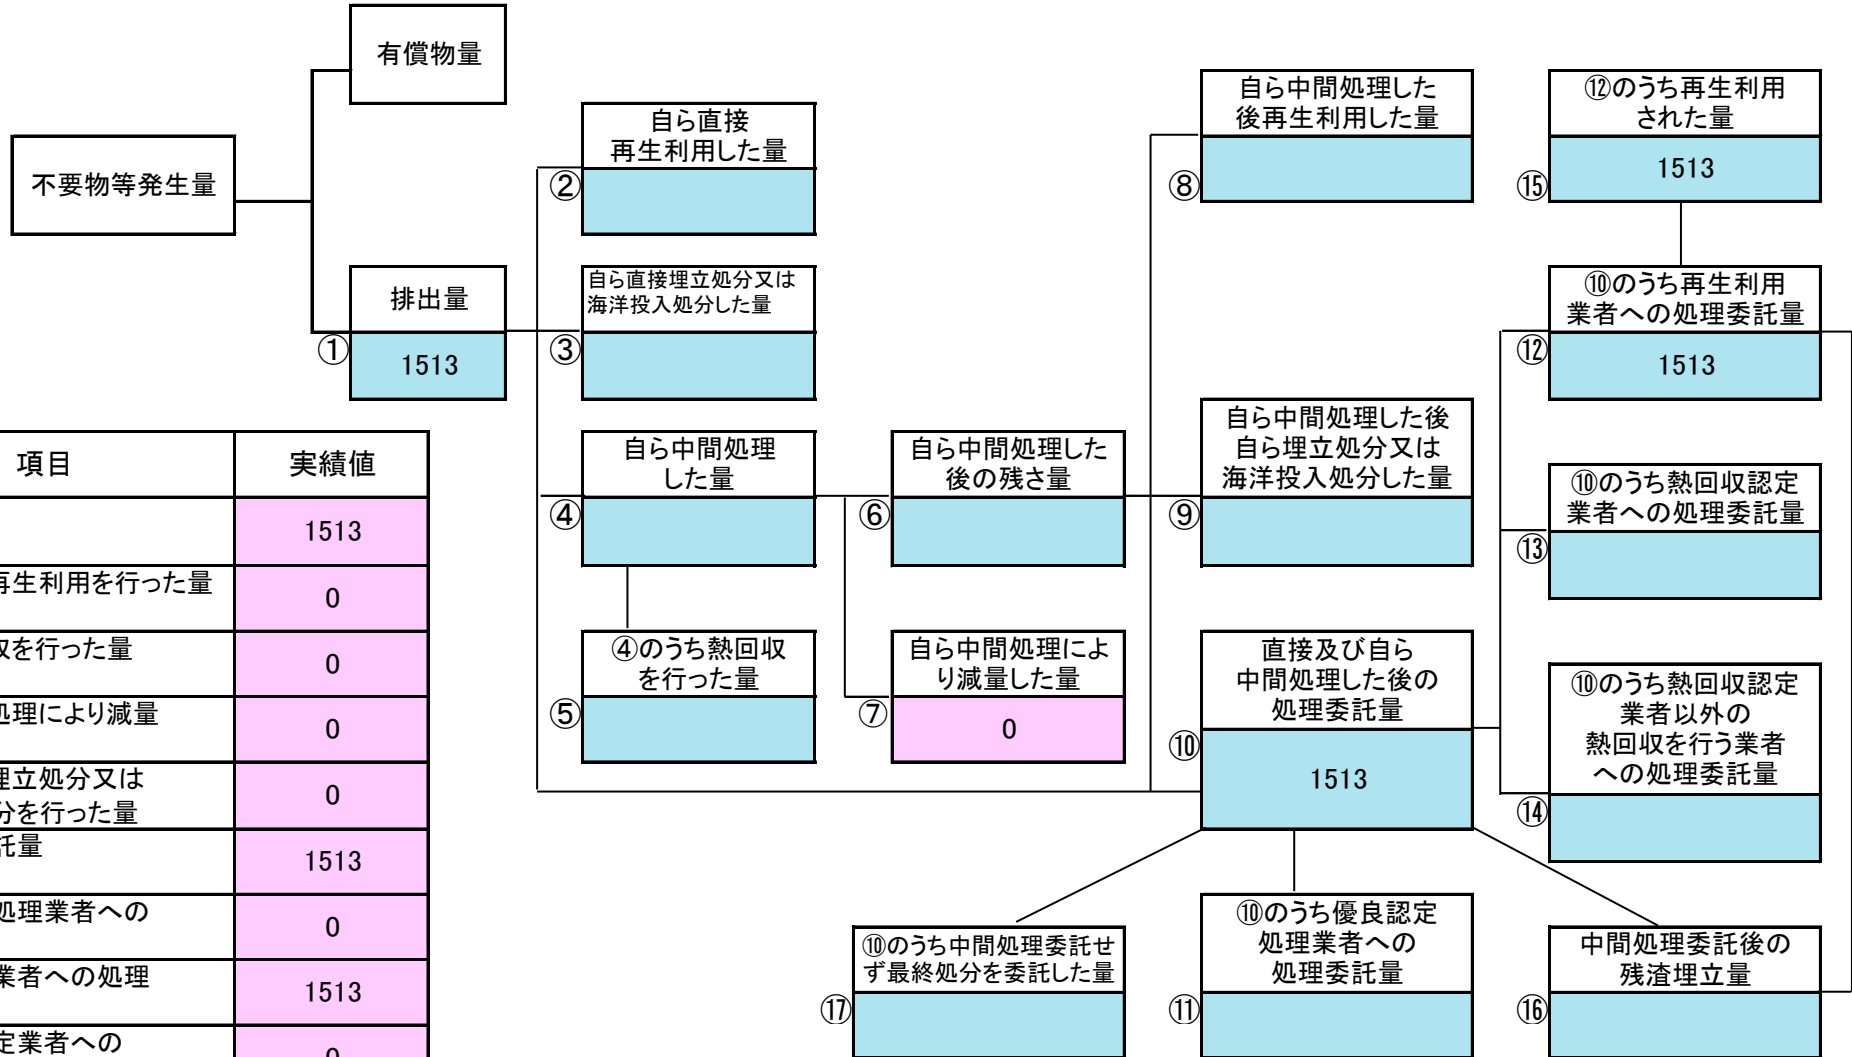 有償物量
不要物等発生量
排出量
①
1513
自ら直接
再生利用した量
②
自ら直接埋立処分又は
海洋投入処分した量
③
自ら中間処理
した量
④
④のうち熱回収
を行った量
⑤
自ら中間処理した
後の残さ量
⑥
自ら中間処理によ
り減量した量
⑦
0
自ら中間処理した
後再生利用した量
⑧
自ら中間処理した後
自ら埋立処分又は
海洋投入処分した量
⑨
直接及び自ら
中間処理した後の
処理委託量
⑩
1513
⑫のうち再生利用
された量
⑮
1513
⑩のうち再生利用
業者への処理委託量
⑫
1513
⑩のうち熱回収認定
業者への処理委託量
⑬
⑩のうち熱回収認定
業者以外の
熱回収を行う業者
への処理委託量
⑭
⑩のうち中間処理委託せ
ず最終処分を委託した量
⑰
⑩のうち優良認定
処理業者への
処理委託量
⑪
中間処理委託後の
残渣埋立量
⑯
項目 実績値
1513
再生利用を行った量 0
を行った量 0
処理により減量 0
埋立処分又は
分を行った量 0
託量 1513
処理業者への 0
業者への処理 1513
定業者への 0